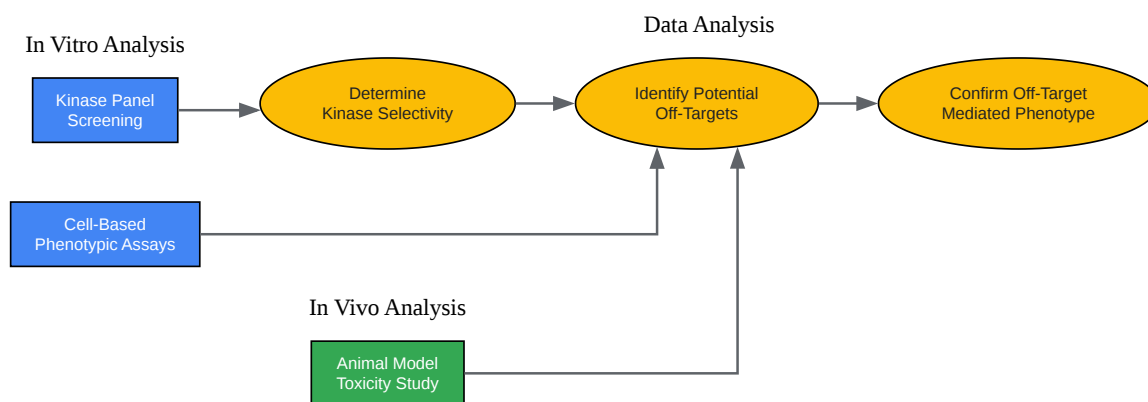 In Vitro Analysis
Data Analysis
Kinase Panel
Screening
Determine
Kinase Selectivity
Identify Potential
Off-Targets
Confirm Off-Target
Mediated Phenotype
Cell-Based
Phenotypic Assays
In Vivo Analysis
Animal Model
Toxicity Study